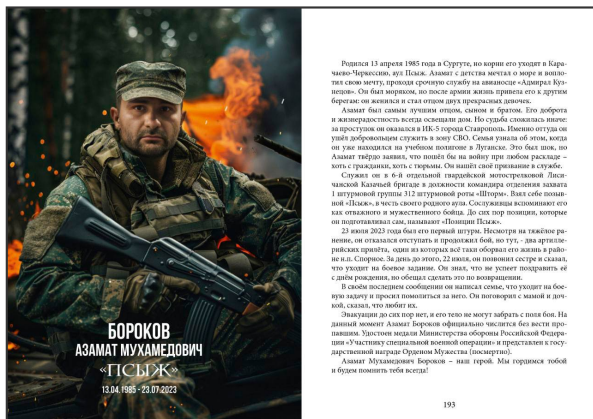 БОРОКОВ
АЗАМАТ МУХАМЕДОВИЧ
«ПСЫЖ»
13.04.1985 - 23.07.2023
Родился 13 апреля 1985 года в Сургуте, но корни его уходят в Кара-
чаево-Черкессию, аул Псыж. Азамат с детства мечтал о море и вопло-
тил свою мечту, проходя срочную службу на авианосце «Адмирал Куз-
нецов». Он был моряком, но после армии жизнь привела его к другим
берегам: он женился и стал отцом двух прекрасных девочек.
Азамат был самым лучшим отцом, сыном и братом. Его доброта
и жизнерадостность всегда освещали дом. Но судьба сложилась иначе:
за проступок он оказался в ИК-5 города Ставрополь. Именно оттуда он
ушёл добровольцем служить в зону СВО. Семья узнала об этом, когда
он уже находился на учебном полигоне в Луганске. Это был шок, но
Азамат твёрдо заявил, что пошёл бы на войну при любом раскладе –
хоть с гражданки, хоть с тюрьмы. Он нашёл своё призвание в службе.
Служил он в 6-й отдельной гвардейской мотострелковой Лиси-
чанской Казачьей бригаде в должности командира отделения захвата
1 штурмовой группы 312 штурмовой роты «Шторм». Взял себе позыв-
ной «Псыж», в честь своего родного аула. Сослуживцы вспоминают его
как отважного и мужественного бойца. До сих пор позиции, которые
он подготавливал сам, называют «Позиции Псыж».
23 июня 2023 года был его первый штурм. Несмотря на тяжёлое ра-
нение, он отказался отступать и продолжил бой, но тут, - два артилле-
рийских прилёта, один из которых всё таки оборвал его жизнь в райо-
не н.п. Спорное. За день до этого, 22 июля, он позвонил сестре и сказал,
что уходит на боевое задание. Он знал, что не успеет поздравить её
с днём рождения, но обещал сделать это по возвращении.
В своём последнем сообщении он написал семье, что уходит на бое-
вую задачу и просил помолиться за него. Он поговорил с мамой и доч-
кой, сказал, что любит их.
Эвакуации до сих пор нет, и его тело не могут забрать с поля боя. На
данный момент Азамат Бороков официально числится без вести про-
павшим. Удостоен медали Министерства обороны Российской Федера-
ции «Участнику специальной военной операции» и представлен к госу-
дарственной награде Орденом Мужества (посмертно).
Азамат Мухамедович Бороков – наш герой. Мы гордимся тобой
и будем помнить тебя всегда!
193